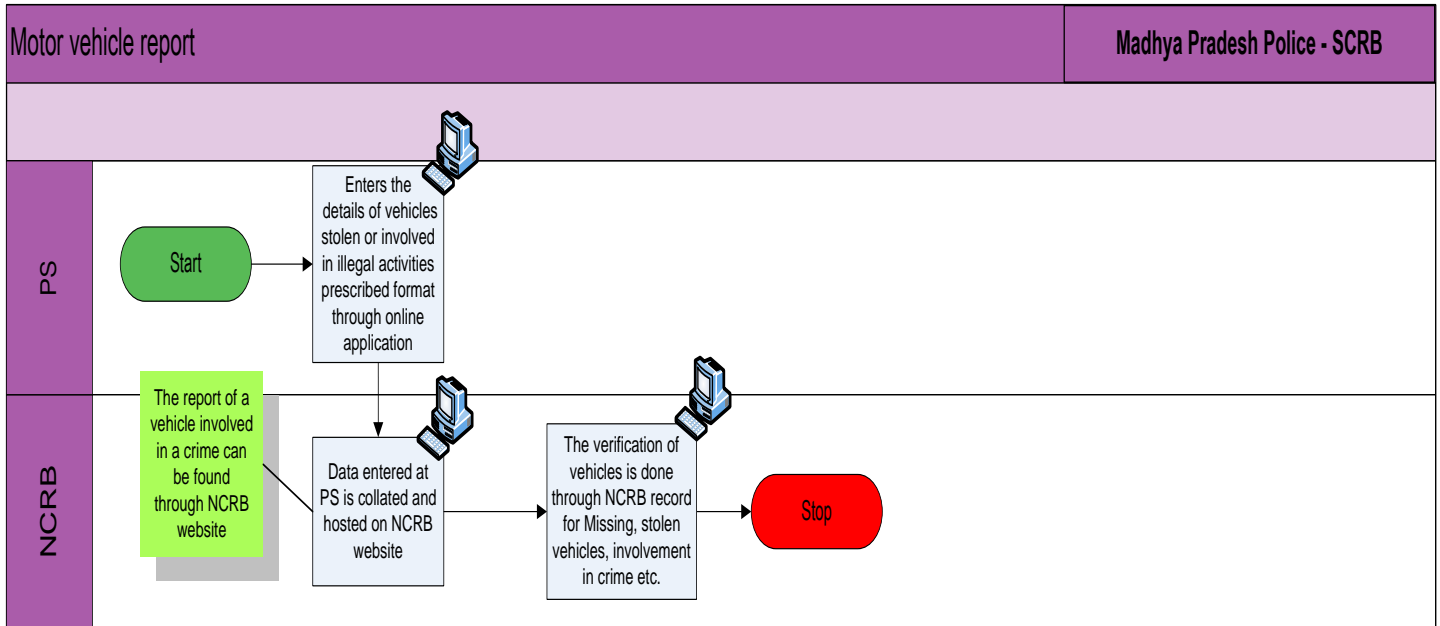 Motor vehicle report
Madhya Pradesh Police - SCRB
PS
Start
Enters the
details of vehicles
stolen or involved
in illegal activities
prescribed format
through online
application
NCRB
The report of a
vehicle involved
in a crime can
be found
through NCRB
website
Data entered at
PS is collated and
hosted on NCRB
website
The verification of
vehicles is done
through NCRB record
for Missing, stolen
vehicles, involvement
in crime etc.
Stop